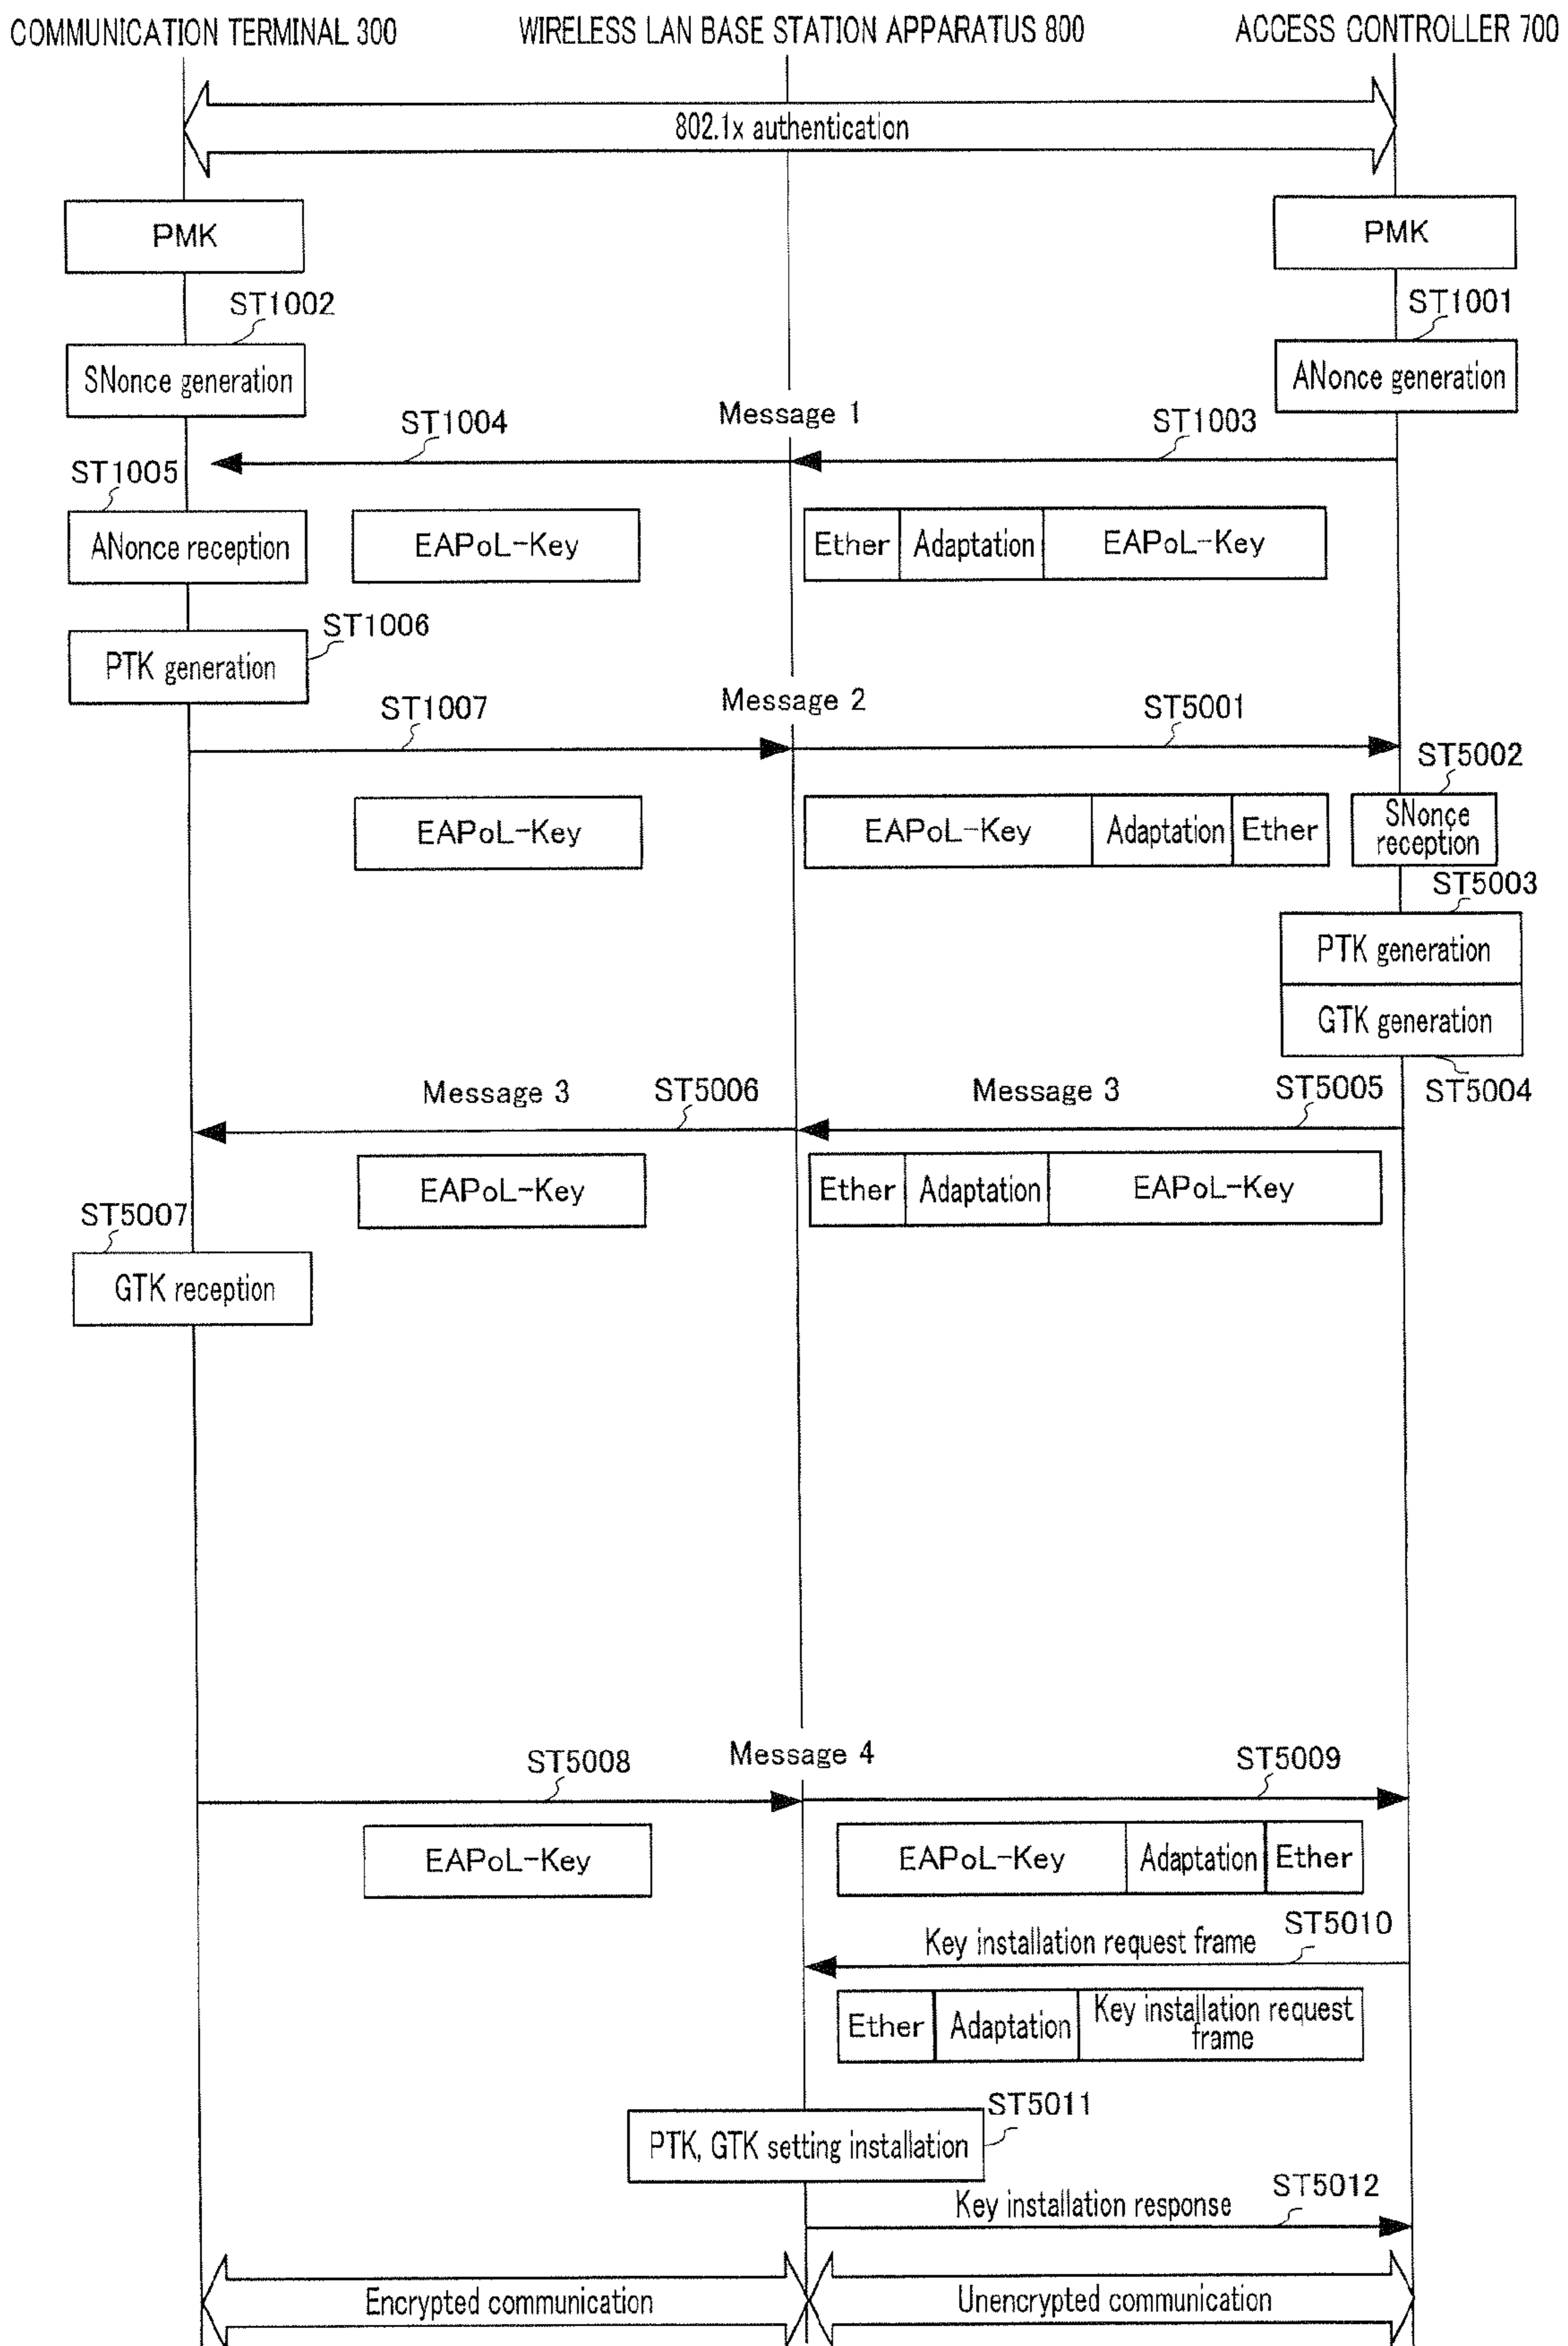 COMMUNICATION TERMINAL 300
WIRELESS LAN BASE STATION APPARATUS 800
ACCESS CONTROLLER 700
802.1x authentication
PMK
PMK
ST1002
ST1001
SNonce generation
ANonce generation
Message 1
ST1004
ST1003
ST1005
ANonce reception
EAPoL-Key
Ether
Adaptation
EAPoL-Key
ST1006
PTK generation
Message 2
ST1007
ST5001
ST5002
EAPoL-Key
EAPoL-Key
Adaptation
Ether
SNonce
reception
ST5003
PTK generation
GTK generation
ST5004
Message 3
ST5006
Message 3
ST5005
EAPoL-Key
Ether
Adaptation
EAPoL-Key
ST5007
GTK reception
Message 4
ST5008
ST5009
EAPoL-Key
EAPoL-Key
Adaptation
Ether
ST5010
Key installation request frame
Ether
Adaptation
Key installation request
frame
ST5011
PTK, GTK setting installation
ST5012
Key installation response
Encrypted communication
Unencrypted communication